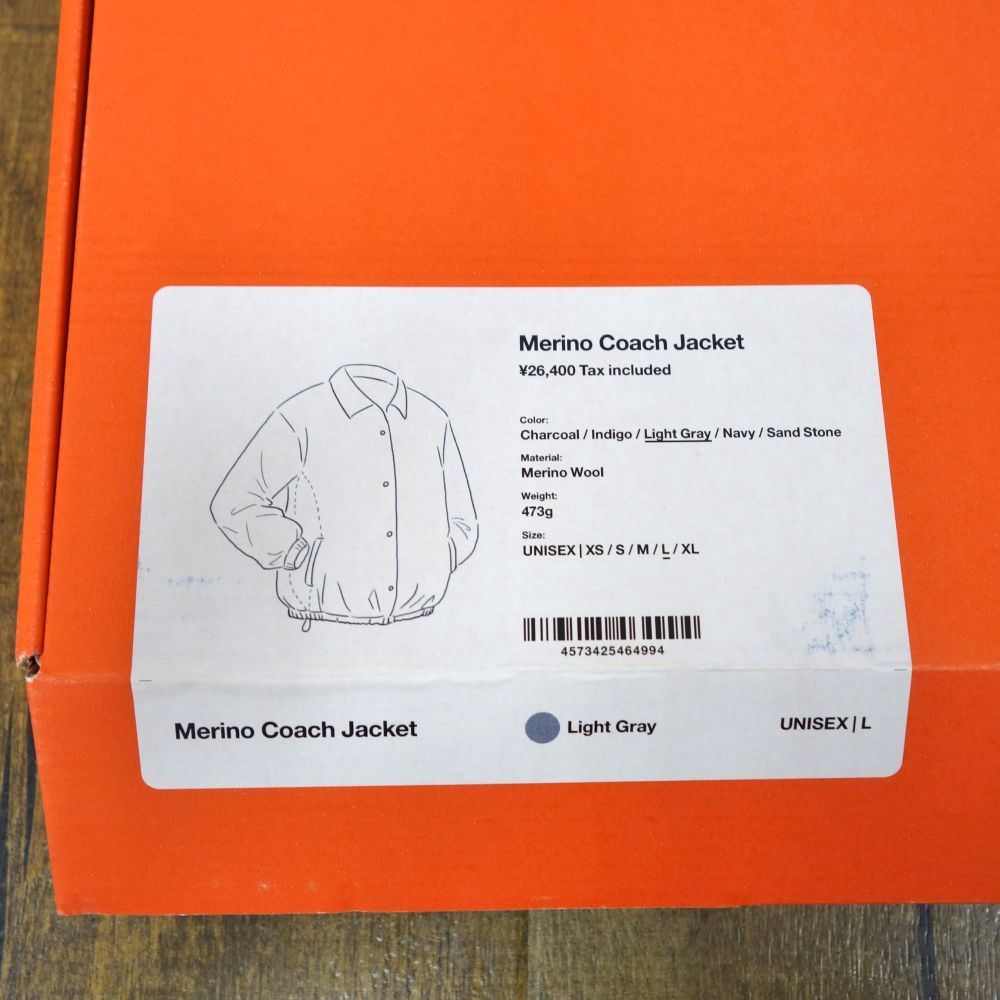 Merino Coach Jacket
¥26,400 Tax included
Color:
Charcoal / Indigo / Light Gray / Navy / Sand Stone
Material:
Merino Wool
Weight:
473g
Size:
UNISEX | XS / S / M / L / XL
4573425464994
Merino Coach Jacket
Light Gray
UNISEX | L